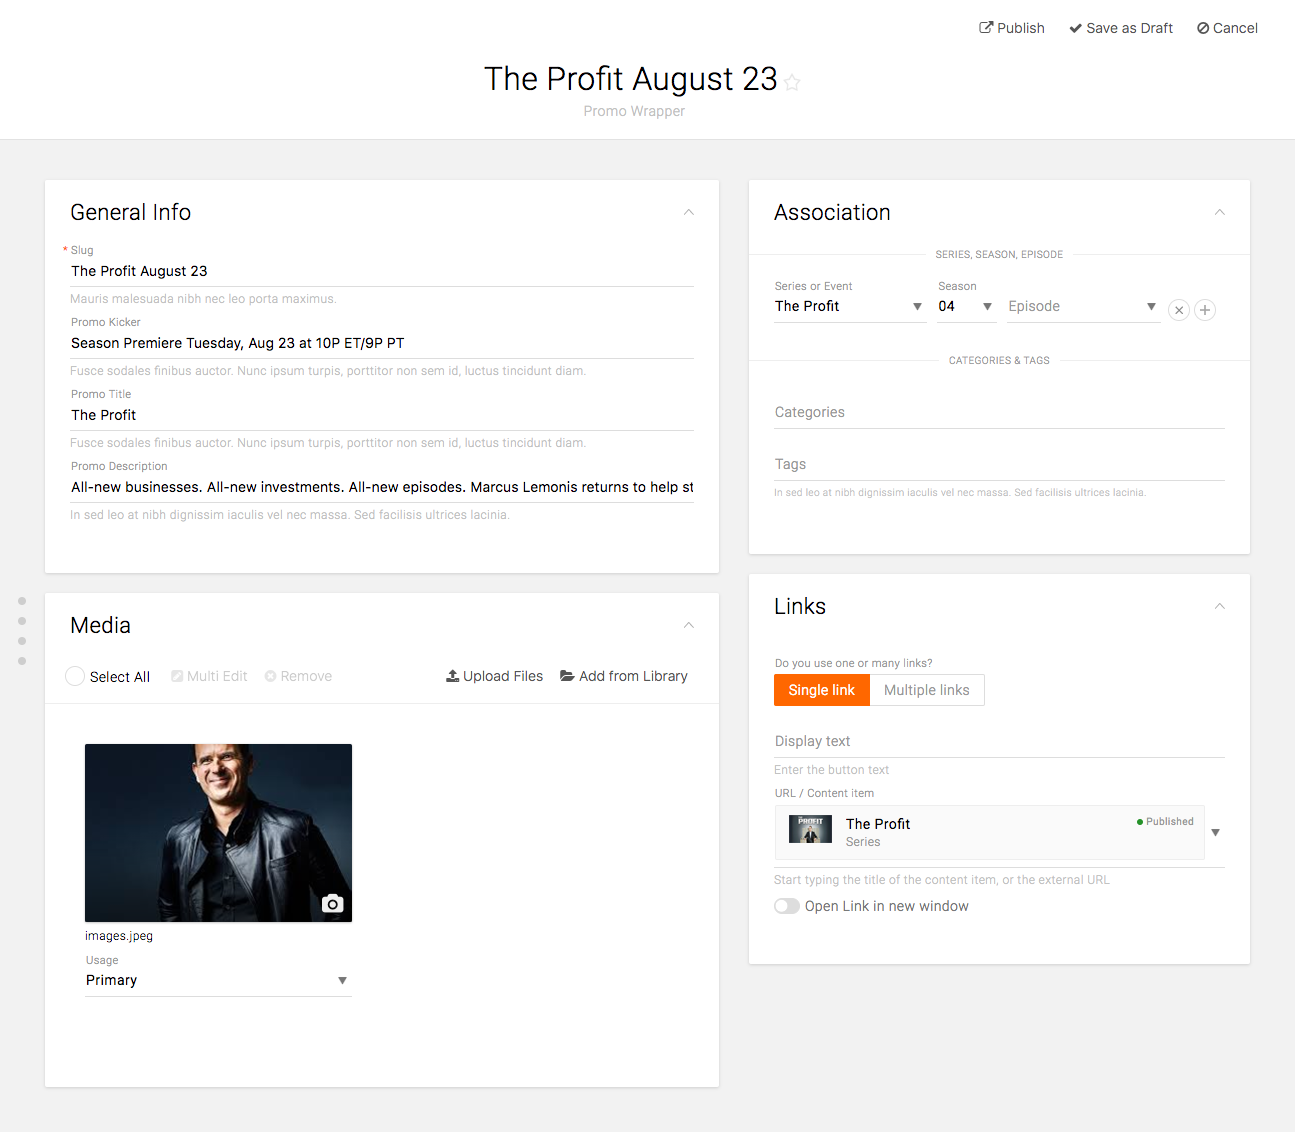 Publish Save as Draft Cancel
The Profit August 23
Promo Wrapper
General Info
* Slug
The Profit August 23
Mauris malesuada nibh nec leo porta maximus.
Promo Kicker
Season Premiere Tuesday, Aug 23 at 10P ET/9P PT
Fusce sodales finibus auctor. Nunc ipsum turpis, porttitor non sem id, luctus tincidunt diam.
Promo Title
The Profit
Fusce sodales finibus auctor. Nunc ipsum turpis, porttitor non sem id, luctus tincidunt diam.
Promo Description
All-new businesses. All-new investments. All-new episodes. Marcus Lemonis returns to help st
In sed leo at nibh dignissim iaculis vel nec massa. Sed facilisis ultrices lacinia.
Media
Select All Multi Edit Remove Upload Files Add from Library
images.jpeg
Usage
Primary
Association
SERIES, SEASON, EPISODE
Series or Event Season
The Profit 04 Episode
CATEGORIES & TAGS
Categories
Tags
In sed leo at nibh dignissim iaculis vel nec massa. Sed facilisis ultrices lacinia.
Links
Do you use one or many links?
Single link Multiple links
Display text
Enter the button text
URL / Content item
PROFIT
The Profit
Published
Series
Start typing the title of the content item, or the external URL
Open Link in new window